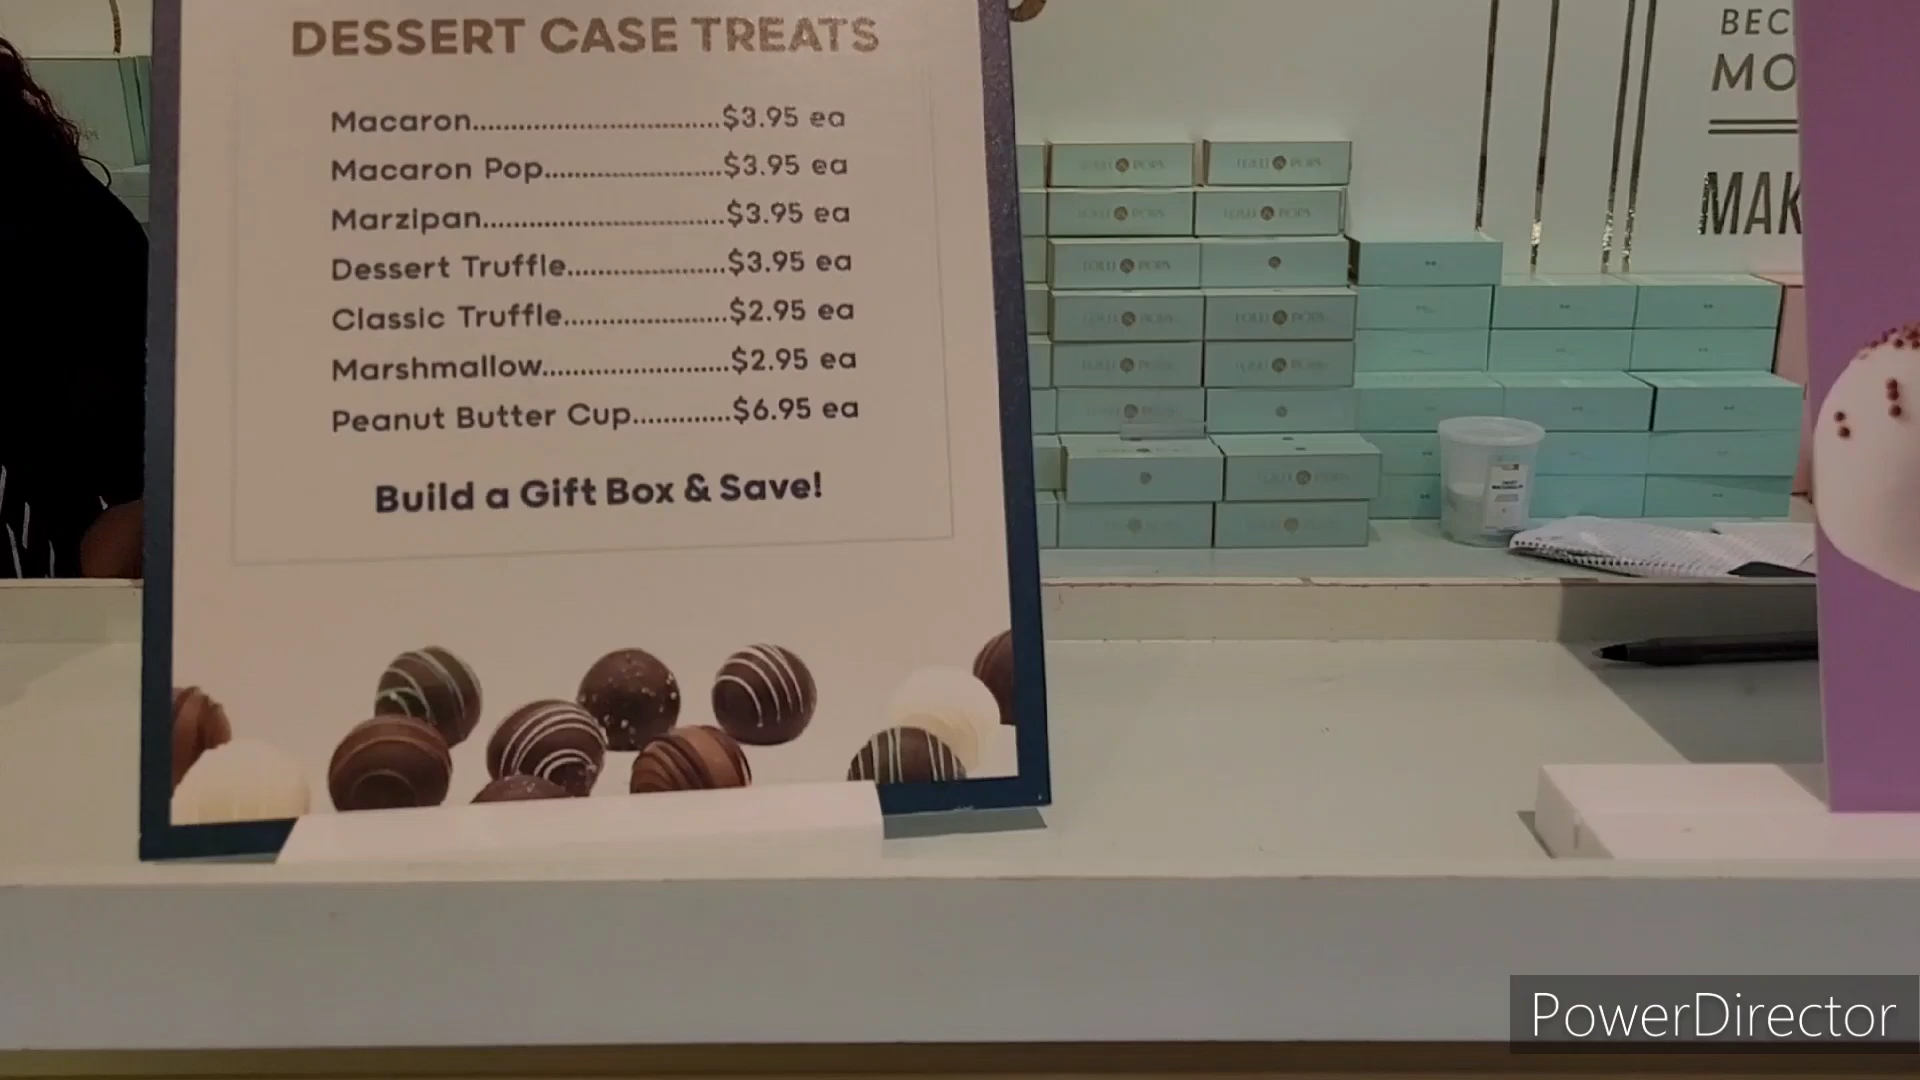 DESSERT CASE TREATS
Macaron................................$3.95 ea
Macaron Pop.......................$3.95 ea
Marzipan...............................$3.95 ea
Dessert Truffle....................$3.95 ea
Classic Truffle.....................$2.95 ea
Marshmallow........................$2.95 ea
Peanut Butter Cup.............$6.95 ea
Build a Gift Box & Save!
BEC
MO
MAK
LOLLI & POPS
PowerDirector